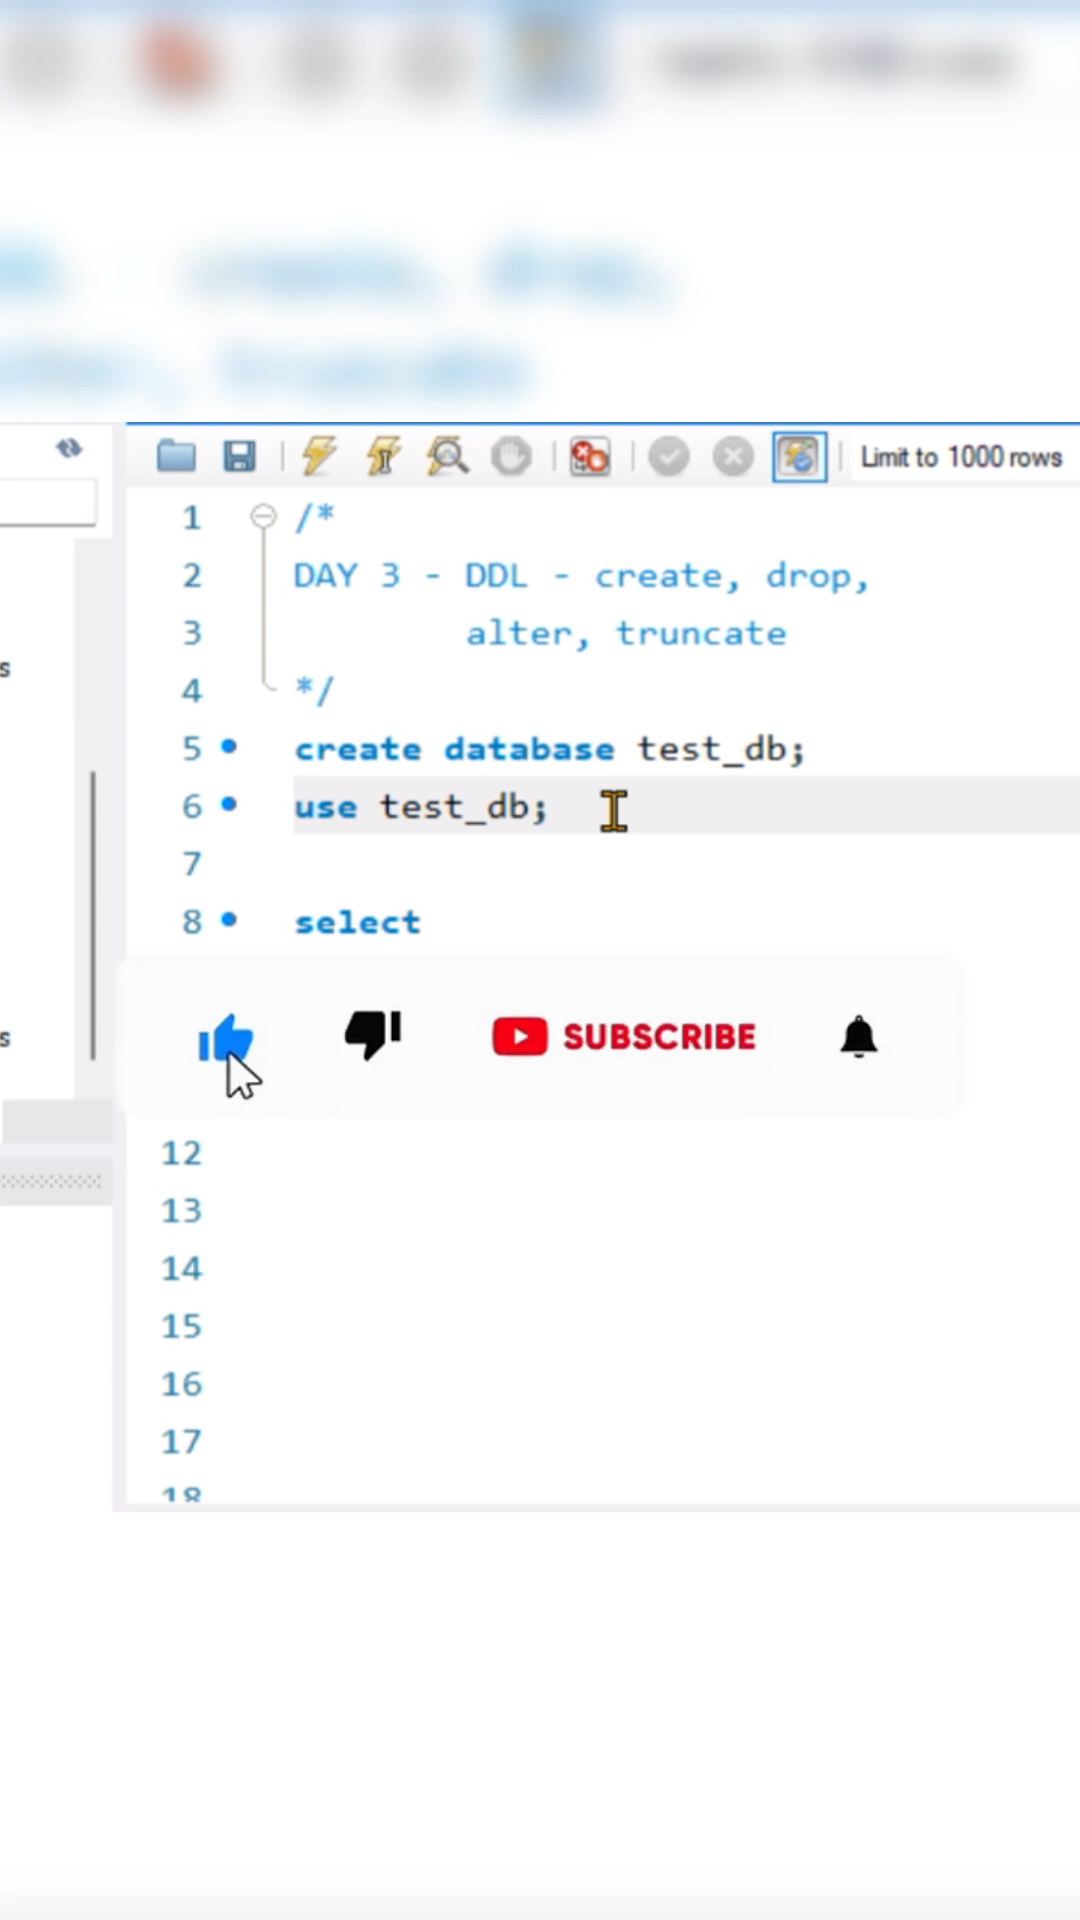 Limit to 1000 rows
1 /*
2 DAY 3 - DDL - create, drop,
3 alter, truncate
4 */
5 create database test_db;
6 use test_db;
7
8 select
SUBSCRIBE
12
13
14
15
16
17
18
s
s